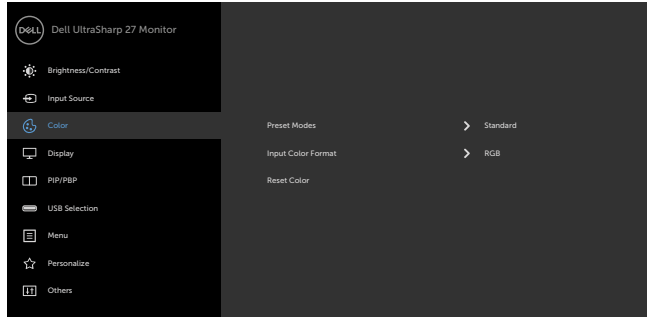 DELL Dell UltraSharp 27 Monitor
Brightness/Contrast
Input Source
Color Preset Modes Standard
Display Input Color Format RGB
PIP/PBP Reset Color
USB Selection
Menu
Personalize
Others